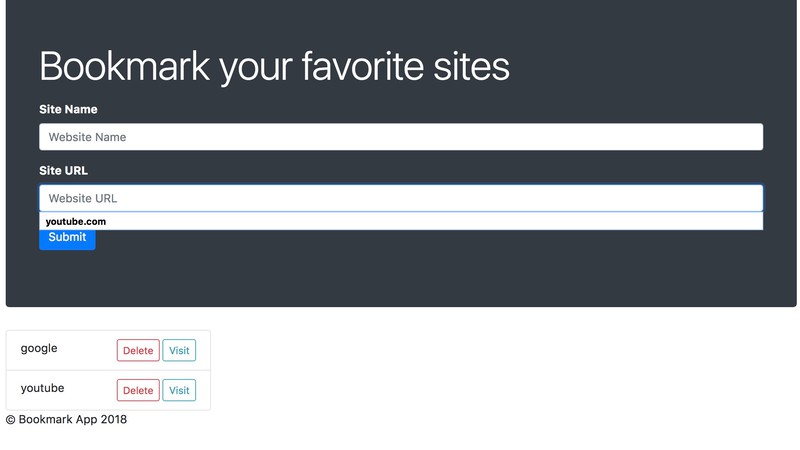 Bookmark your favorite sites
Site Name
Website Name
Site URL
Website URL
youtube.com
Submit
google Delete Visit
youtube Delete Visit
© Bookmark App 2018